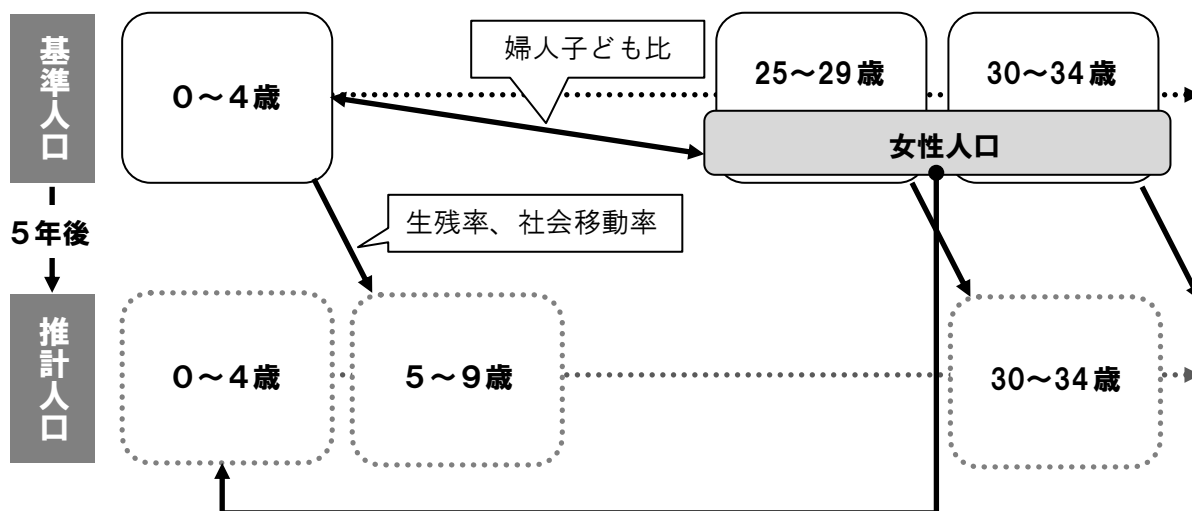 基準人口
0～4歳
婦人子ども比
25～29歳
30～34歳
女性人口
生残率、社会移動率
5年後
推計人口
0～4歳
5～9歳
30～34歳